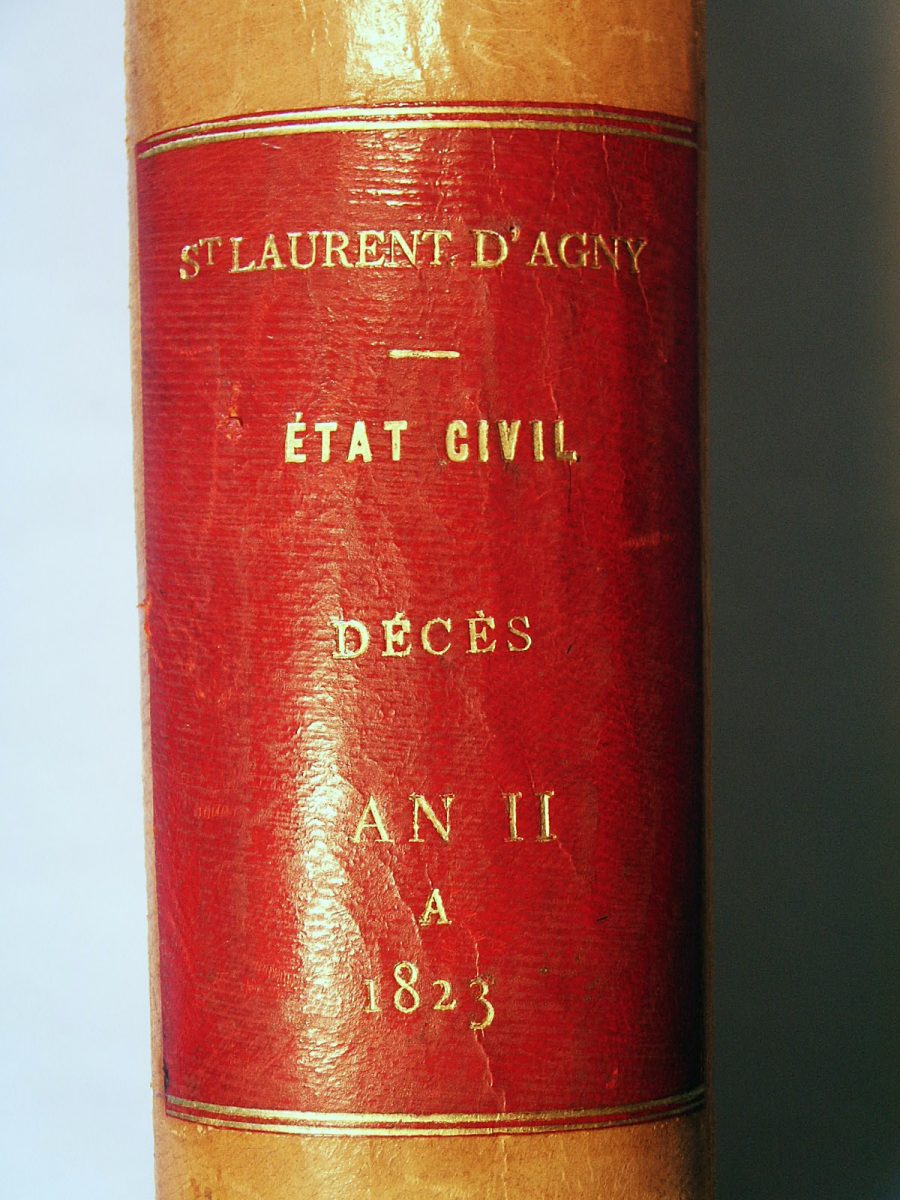 ST LAURENT D'AGNY
ÉTAT CIVIL
DÉCÈS
AN II
A
1823